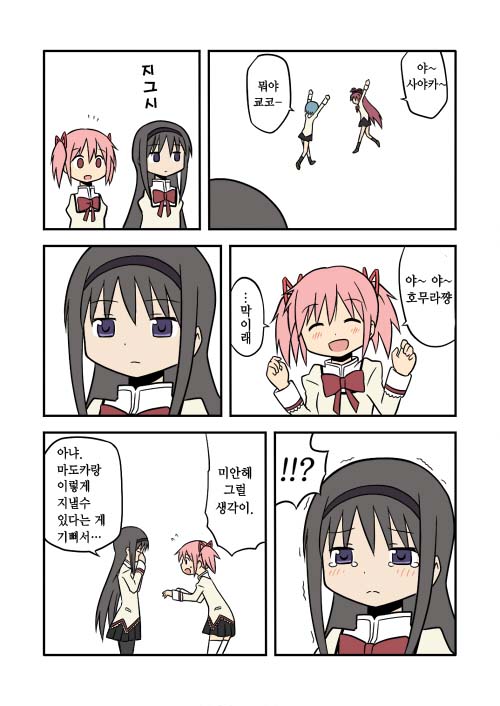 야~
사야카~
뭐야
쿄코-
지그시
야~ 야~
호무라쨩
…막이래
!!?
미안헤
그럴
생각이.
아냐.
마도카랑
이렇게
지낼수
있다는 게
기뻐서…